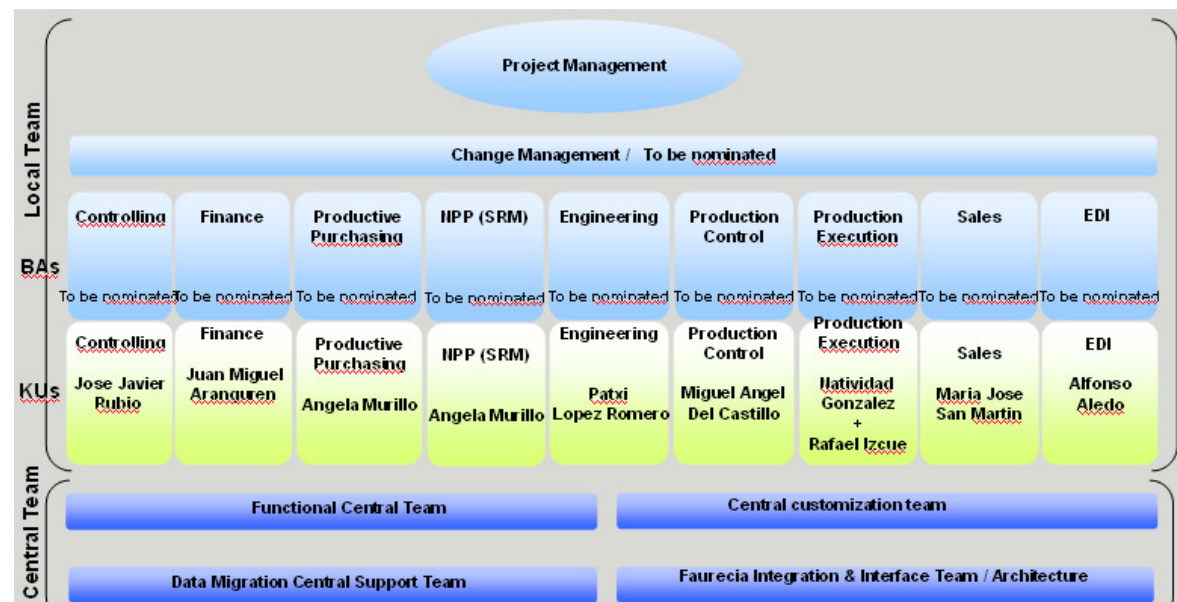 Project Management
Local Team
Change Management / To be nominated
BAs
Controlling
To be nominated
Finance
To be nominated
Productive
Purchasing
To be nominated
NPP (SRM)
To be nominated
Engineering
To be nominated
Production
Control
To be nominated
Production
Execution
To be nominated
Sales
To be nominated
EDI
To be nominated
KUs
Controlling
Jose Javier
Rubio
Finance
Juan Miguel
Aranguren
Productive
Purchasing
Angela Murillo
NPP (SRM)
Angela Murillo
Engineering
Patxi
Lopez Romero
Production
Control
Miguel Angel
Del Castillo
Production
Execution
Natividad
Gonzalez
+
Rafael Izcue
Sales
Maria Jose
San Martin
EDI
Alfonso
Aledo
Central Team
Functional Central Team
Central customization team
Data Migration Central Support Team
Faurecia Integration & Interface Team / Architecture